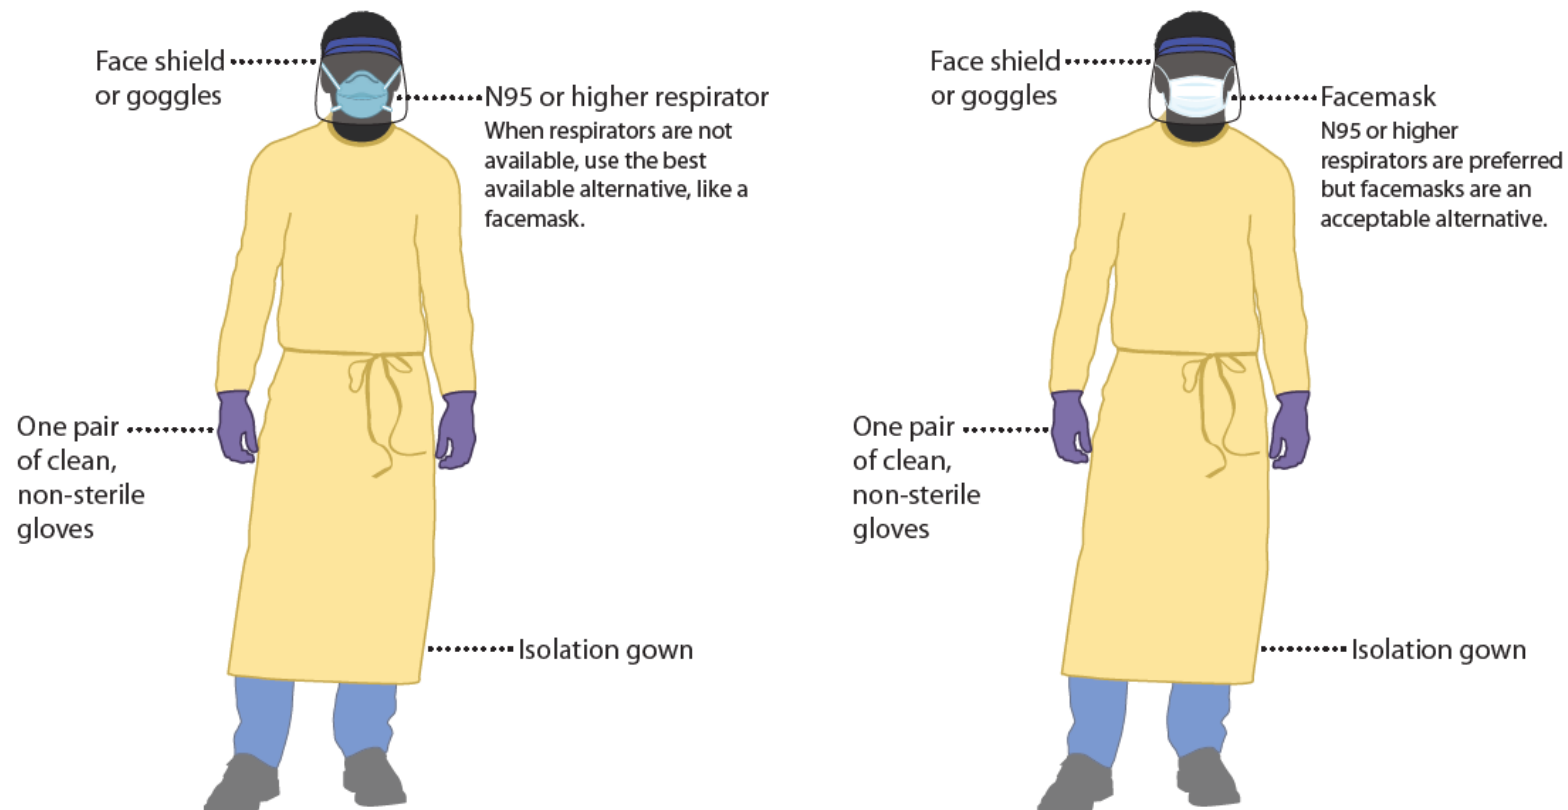 Face shield
or goggles
N95 or higher respirator
When respirators are not
available, use the best
available alternative, like a
facemask.
One pair
of clean,
non-sterile
gloves
Isolation gown
Face shield
or goggles
Facemask
N95 or higher
respirators are preferred
but facemasks are an
acceptable alternative.
One pair
of clean,
non-sterile
gloves
Isolation gown